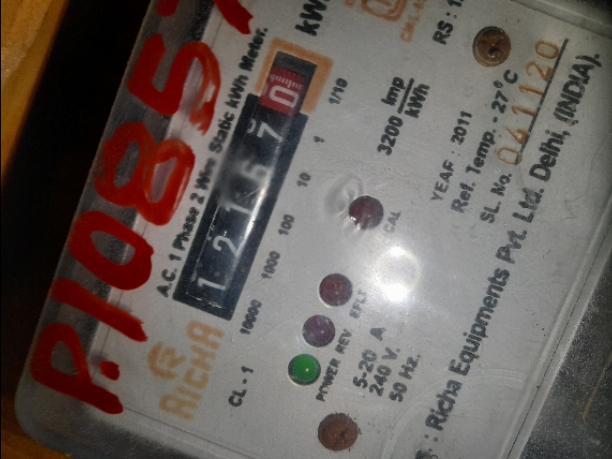 P.1085
A.C. 1 Phase 2 Wire Static kWh Meter.
RICHA
CL - 1
1 2 1 6 7 0
10000 1000 100 10 1 1/10
kWh
POWER REV EFLT CAL
3200 imp/kWh
5-20 A
240 V.
50 Hz.
YEAR : 2011
Ref. Temp. - 27°C
SL. No. 041120
Richa Equipments Pvt. Ltd. Delhi, (INDIA).